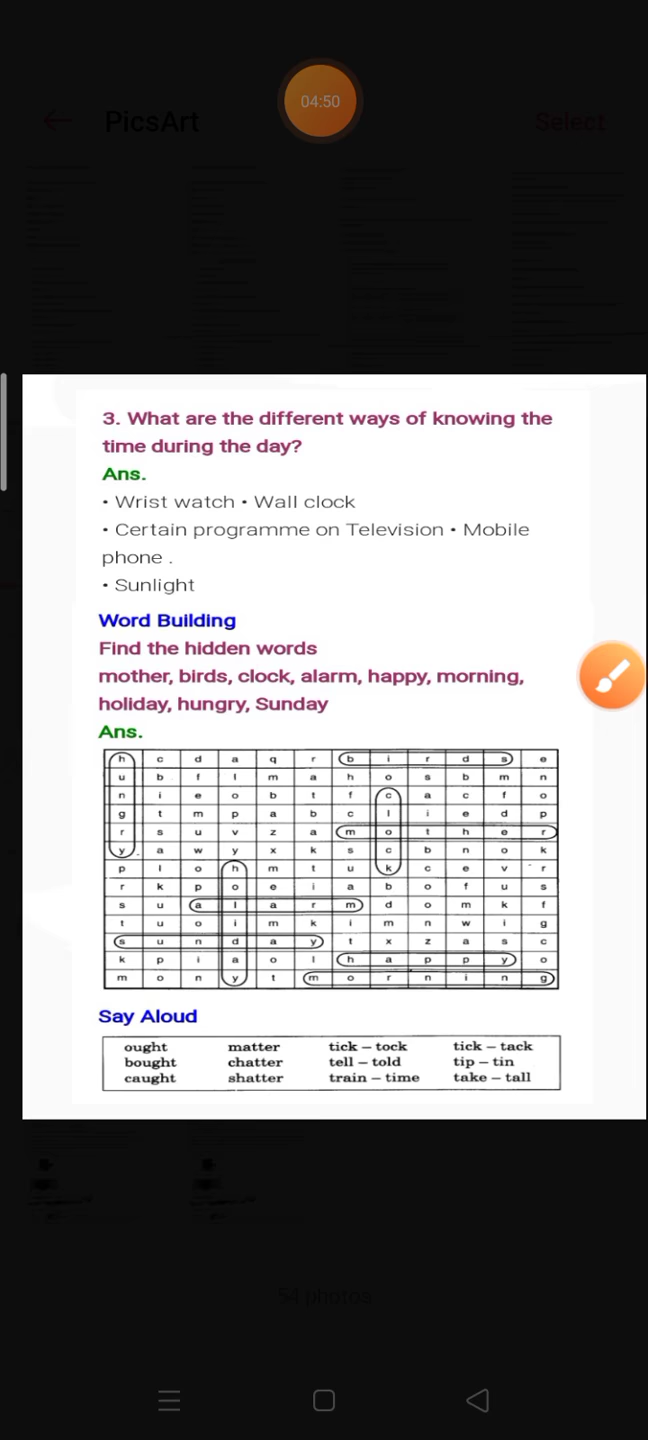 04:50
PicsArt
Select
3. What are the different ways of knowing the
time during the day?
Ans.
• Wrist watch • Wall clock
• Certain programme on Television • Mobile
phone .
• Sunlight
Word Building
Find the hidden words
mother, birds, clock, alarm, happy, morning,
holiday, hungry, Sunday
Ans.
h c d a q r b i r d s e
u b f l m a h o s b m n
n i e o b t f c a c f o
g t m p a b c l i e d p
r s u v z a m o t h e r
y a w y x k s c b n o k
p l o h m t u k c e v r
r k p o e i a b o f u s
s u a l a r m d o m k f
t u o i m k i m n w i g
s u n d a y t x z a s c
k p i a o l h a p p y o
m o n y t m o r n i n g
Say Aloud
ought matter tick – tock tick – tack
bought chatter tell – told tip – tin
caught shatter train – time take – tall
54 photos